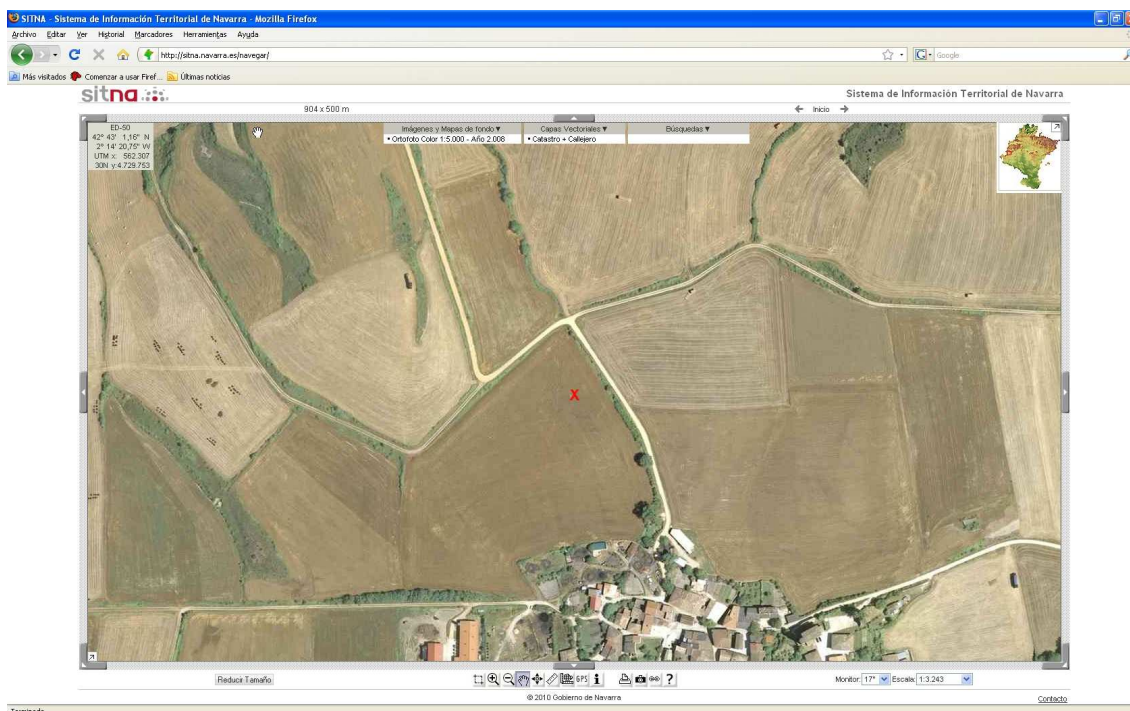 SITNA - Sistema de Información Territorial de Navarra - Mozilla Firefox
Archivo Editar Ver Historial Marcadores Herramientas Ayuda
http://sitna.navarra.es/navegar/
Google
Más visitados Comenzar a usar Firef... Últimas noticias
sitna
Sistema de Información Territorial de Navarra
904 x 500 m
Inicio
ED-50
42º 43' 1,16" N
2º 14' 20,75" W
UTM x: 562.307
30N y:4.729.753
Imágenes y Mapas de fondo ▼ Capas Vectoriales ▼ Búsquedas ▼
• Ortofoto Color 1:5.000 - Año 2.008 • Catastro + Callejero
X
Reducir Tamaño
GPS
Monitor: 17" Escala: 1:3.243
© 2010 Gobierno de Navarra
Contacto
Terminado